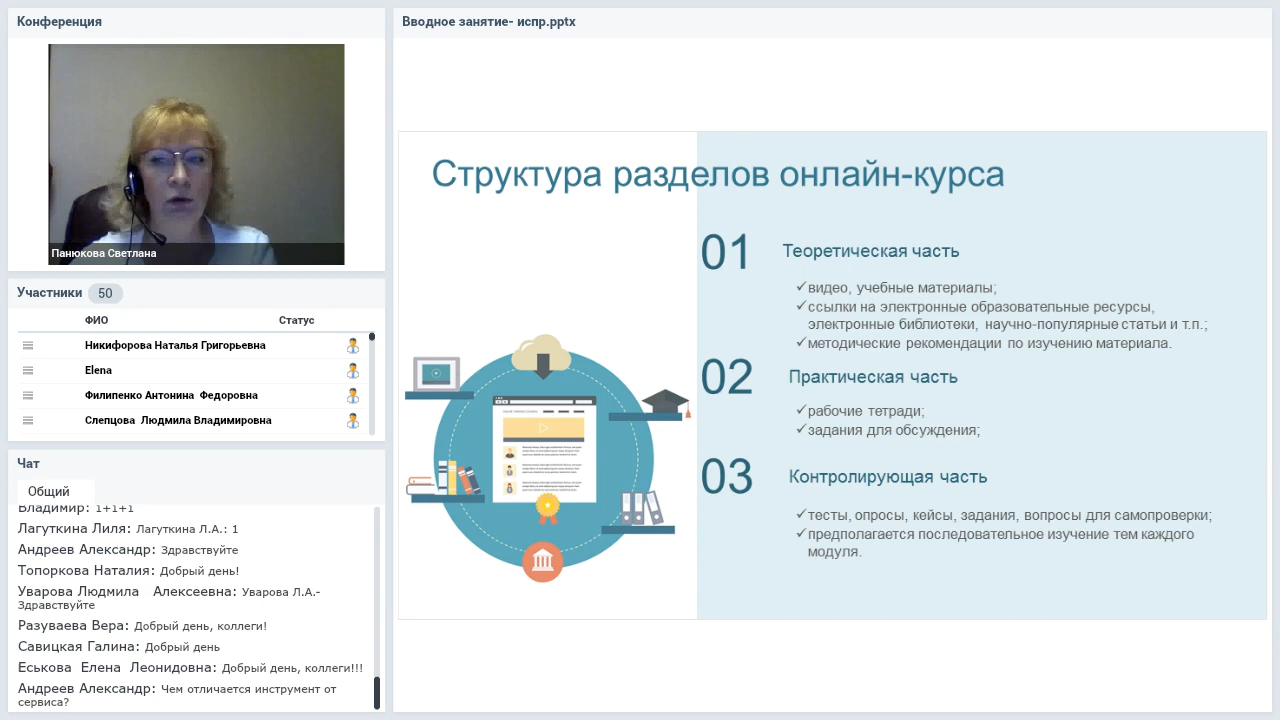 Конференция
Панюкова Светлана
Участники 50
ФИО Статус
Никифорова Наталья Григорьевна
Elena
Филипенко Антонина Федоровна
Слепцова Людмила Владимировна
Чат
Общий
Владимир: 1+1+1
Лагуткина Лиля: Лагуткина Л.А.: 1
Андреев Александр: Здравствуйте
Топоркова Наталия: Добрый день!
Уварова Людмила Алексеевна: Уварова Л.А.-
Здравствуйте
Разуваева Вера: Добрый день, коллеги!
Савицкая Галина: Добрый день
Еськова Елена Леонидовна: Добрый день, коллеги!!!
Андреев Александр: Чем отличается инструмент от
сервиса?
Вводное занятие- испр.pptx
Структура разделов онлайн-курса
01 Теоретическая часть
✓видео, учебные материалы;
✓ссылки на электронные образовательные ресурсы,
электронные библиотеки, научно-популярные статьи и т.п.;
✓методические рекомендации по изучению материала.
02 Практическая часть
✓рабочие тетради;
✓задания для обсуждения;
03 Контролирующая часть
✓тесты, опросы, кейсы, задания, вопросы для самопроверки;
✓предполагается последовательное изучение тем каждого
модуля.